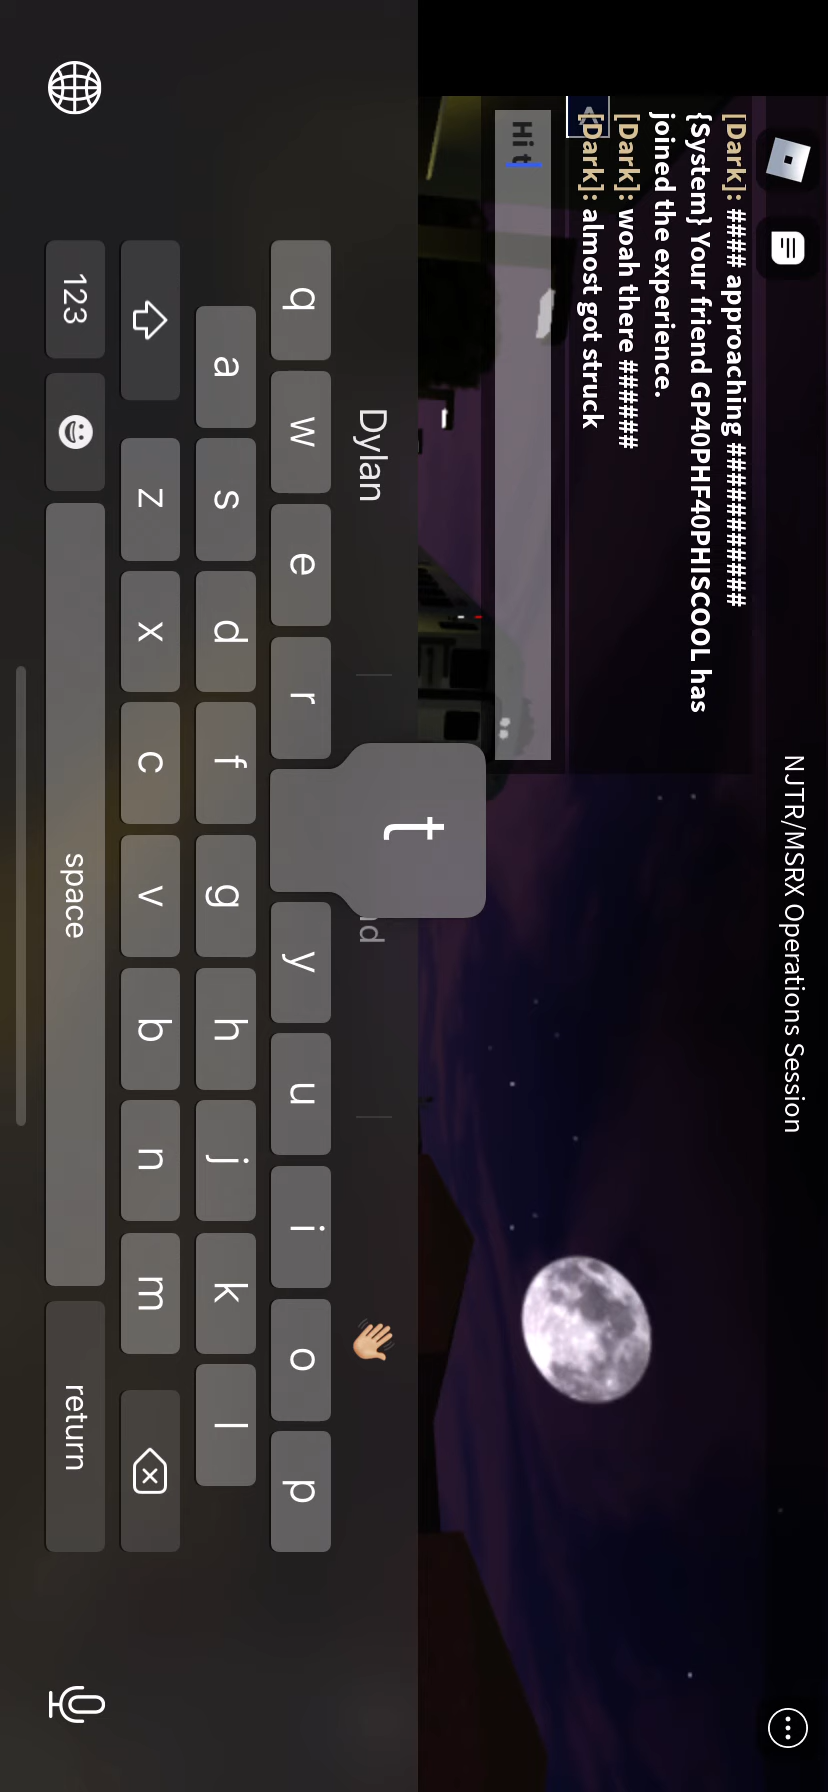 NJTR/MSRX Operations Session
[Dark]: #### approaching ############
{System} Your friend GP40PHF40PHISCOOL has
joined the experience.
[Dark]: woah there ######
[Dark]: almost got struck
Hi t
Dylan 👋🏼
q w e r t y u i o p
a s d f g h j k l
z x c v b n m
123 space return